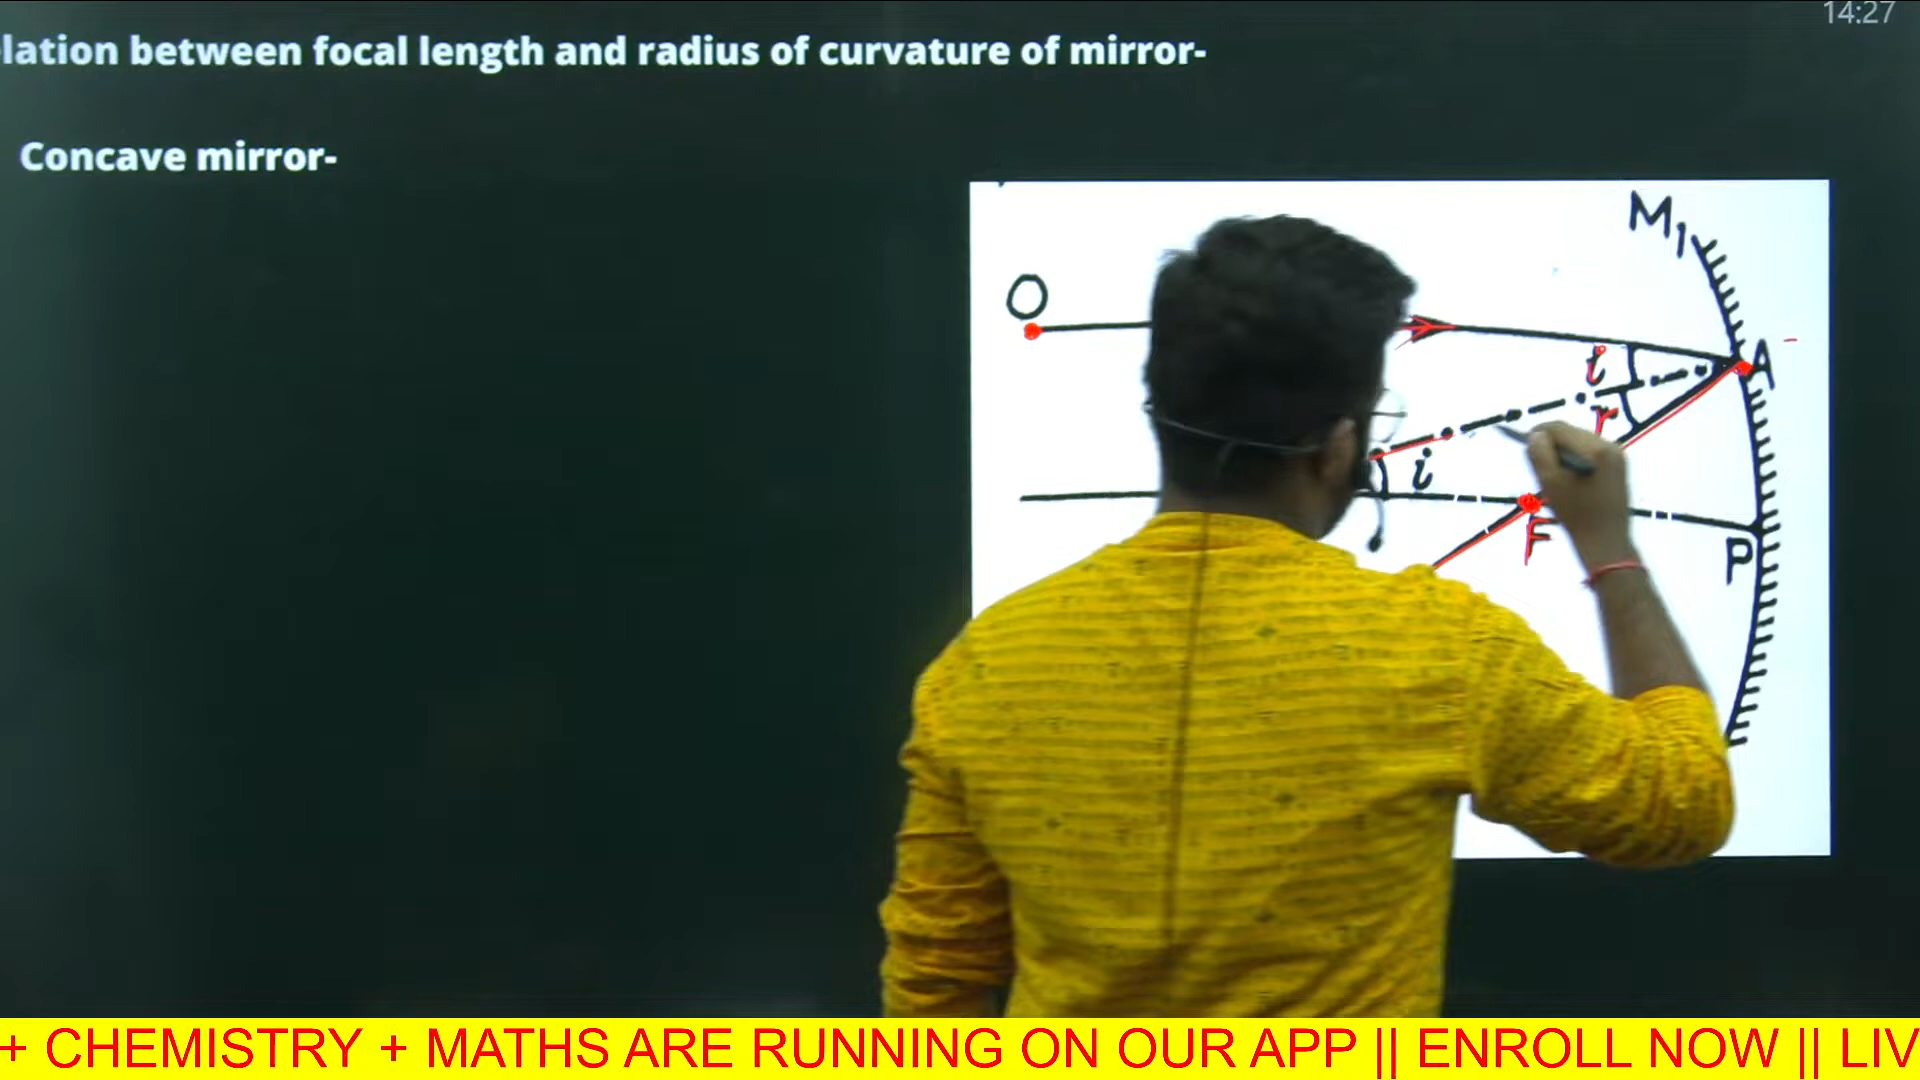 14:27
lation between focal length and radius of curvature of mirror-
Concave mirror-
M1
O
A
i
r
i
F
P
+ CHEMISTRY + MATHS ARE RUNNING ON OUR APP || ENROLL NOW || LIV